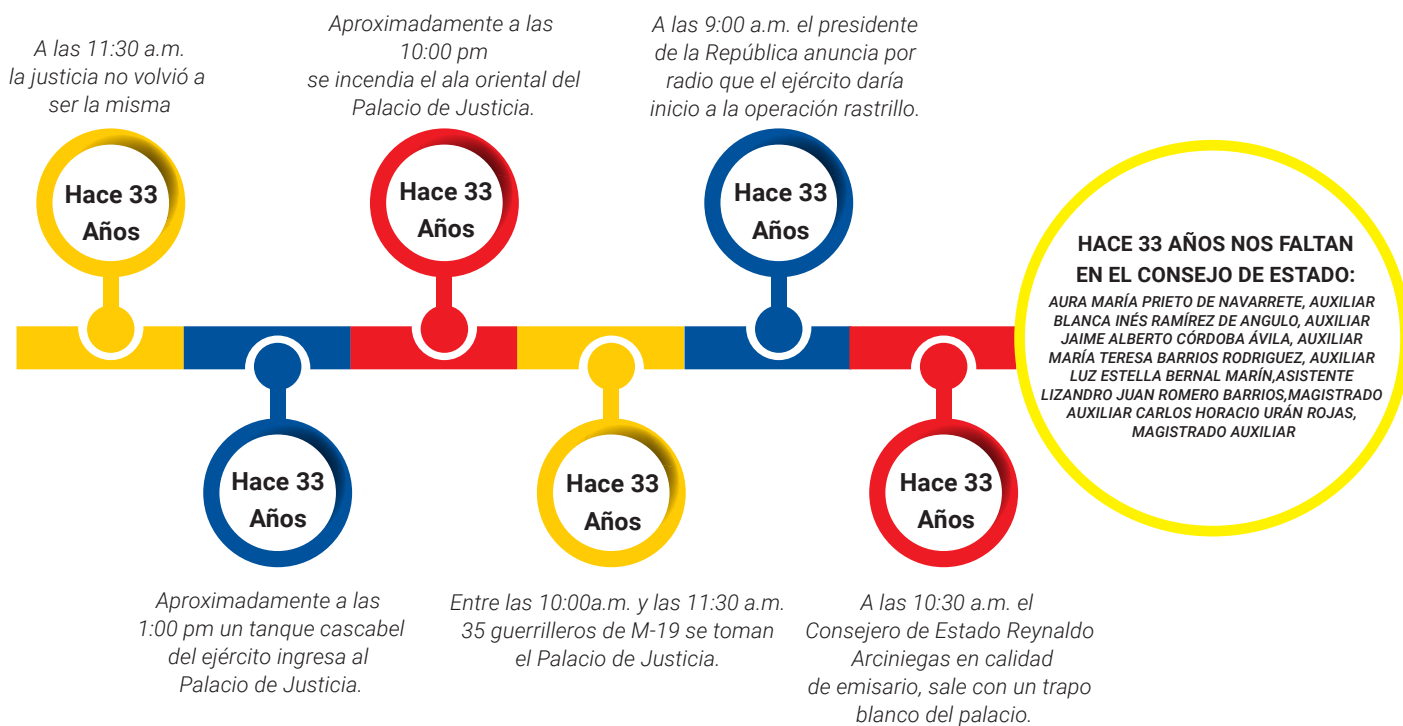 A las 11:30 a.m.
la justicia no volvió a
ser la misma
Hace 33
Años
Aproximadamente a las
1:00 pm un tanque cascabel
del ejército ingresa al
Palacio de Justicia.
Hace 33
Años
Aproximadamente a las
10:00 pm
se incendia el ala oriental del
Palacio de Justicia.
Hace 33
Años
Entre las 10:00a.m. y las 11:30 a.m.
35 guerrilleros de M-19 se toman
el Palacio de Justicia.
Hace 33
Años
A las 9:00 a.m. el presidente
de la República anuncia por
radio que el ejército daría
inicio a la operación rastrillo.
Hace 33
Años
A las 10:30 a.m. el
Consejero de Estado Reynaldo
Arciniegas en calidad
de emisario, sale con un trapo
blanco del palacio.
Hace 33
Años
HACE 33 AÑOS NOS FALTAN
EN EL CONSEJO DE ESTADO:
AURA MARÍA PRIETO DE NAVARRETE, AUXILIAR
BLANCA INÉS RAMÍREZ DE ANGULO, AUXILIAR
JAIME ALBERTO CÓRDOBA ÁVILA, AUXILIAR
MARÍA TERESA BARRIOS RODRIGUEZ, AUXILIAR
LUZ ESTELLA BERNAL MARÍN,ASISTENTE
LIZANDRO JUAN ROMERO BARRIOS,MAGISTRADO
AUXILIAR CARLOS HORACIO URÁN ROJAS,
MAGISTRADO AUXILIAR